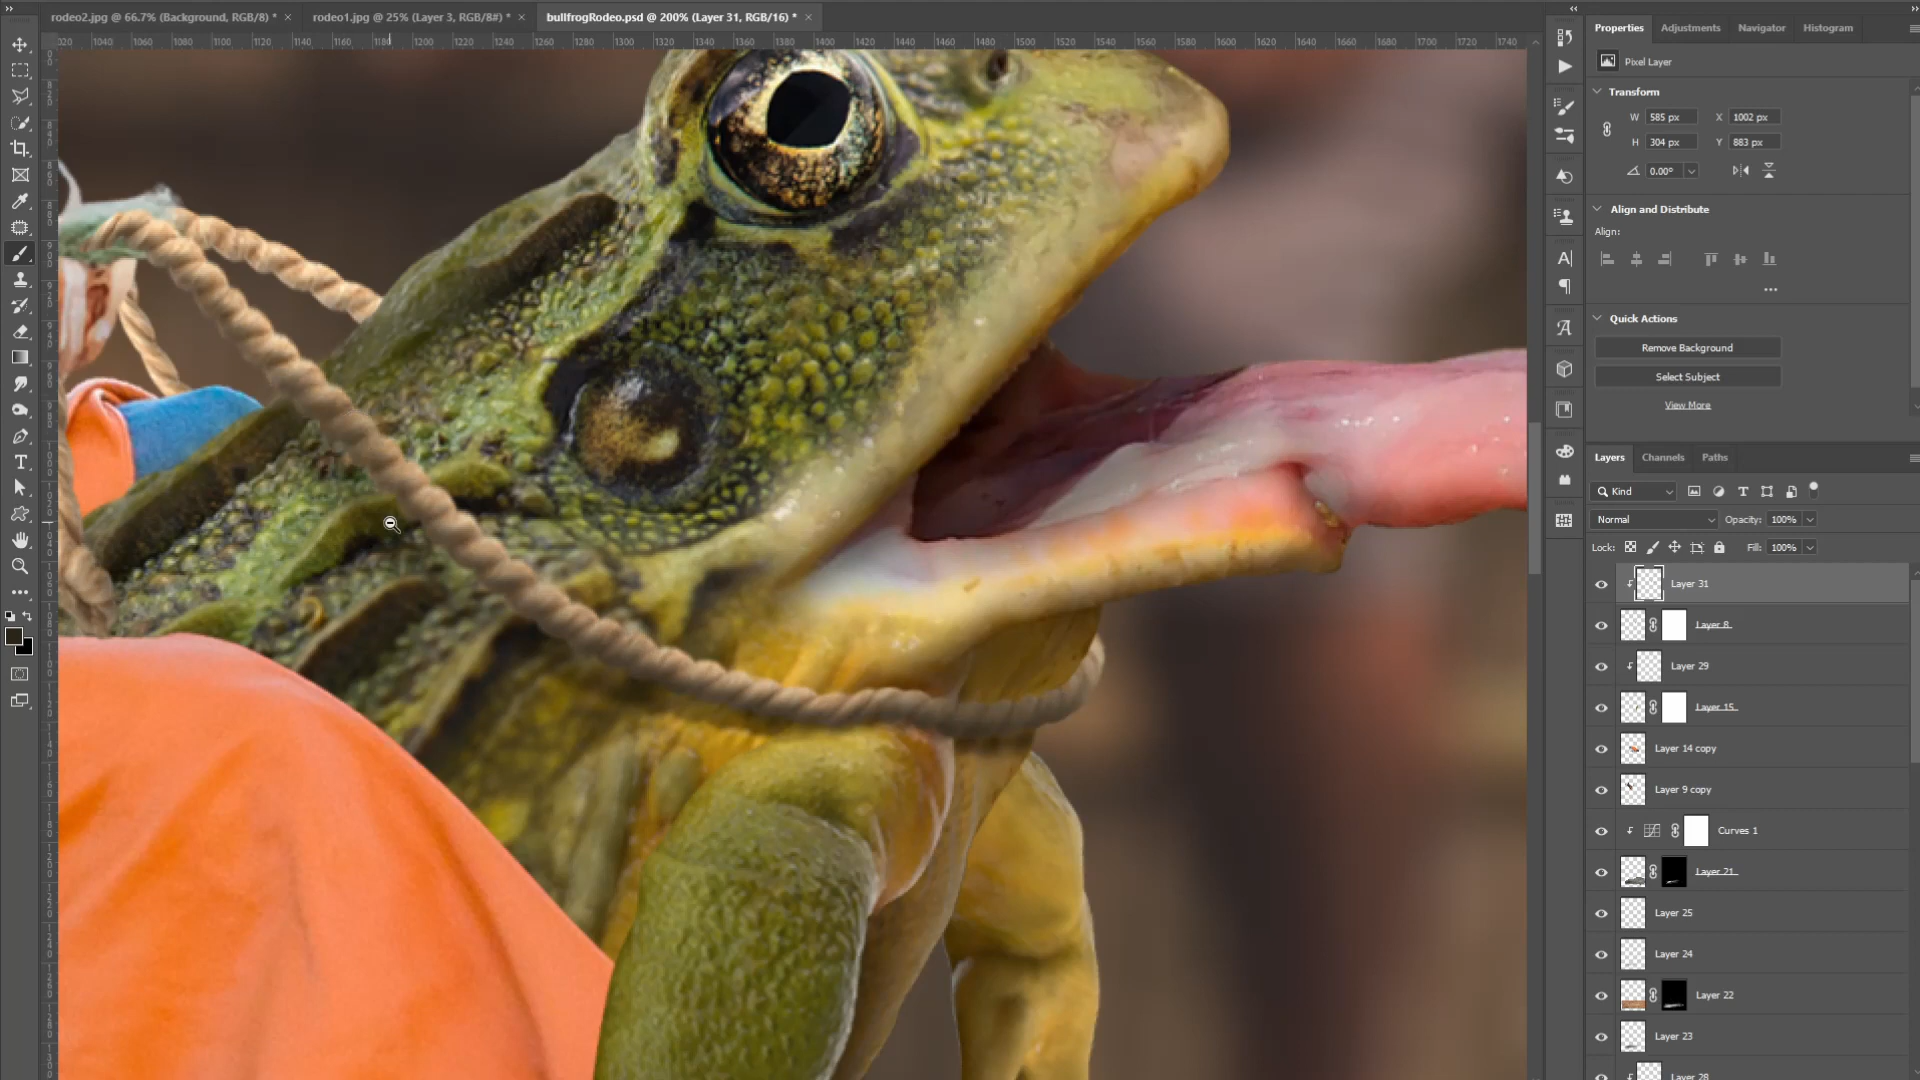 rodeo2.jpg @ 66.7% (Background, RGB/8) *
rodeo1.jpg @ 25% (Layer 3, RGB/8#) *
bullfrogRodeo.psd @ 200% (Layer 31, RGB/16) *
1020 1040 1060 1080 1100 1120 1140 1160 1180 1200 1220 1240 1260 1280 1300 1320 1340 1360 1380 1400 1420 1440 1460 1480 1500 1520 1540 1560 1580 1600 1620 1640 1660 1680 1700 1720 1740
Properties Adjustments Navigator Histogram
Pixel Layer
Transform
W 585 px X 1002 px
H 304 px Y 883 px
0.00°
Align and Distribute
Align:
Quick Actions
Remove Background
Select Subject
View More
Layers Channels Paths
Kind
Normal Opacity: 100%
Lock: Fill: 100%
Layer 31
Layer 8
Layer 29
Layer 15
Layer 14 copy
Layer 9 copy
Curves 1
Layer 21
Layer 25
Layer 24
Layer 22
Layer 23
Layer 28